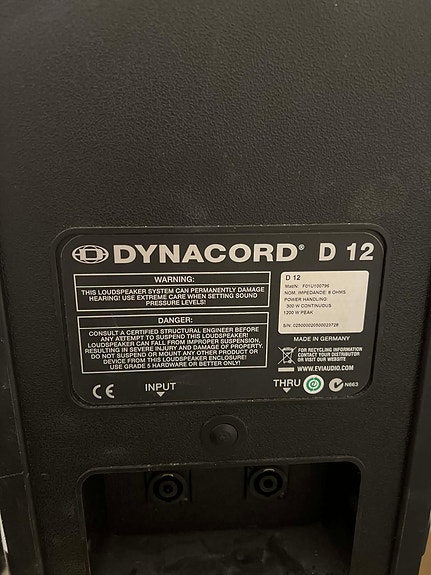 DYNACORD® D 12
WARNING:
THIS LOUDSPEAKER SYSTEM CAN PERMANENTLY DAMAGE
HEARING! USE EXTREME CARE WHEN SETTING SOUND
PRESSURE LEVELS!
DANGER:
CONSULT A CERTIFIED STRUCTURAL ENGINEER BEFORE
ANY ATTEMPT TO SUSPEND THIS LOUDSPEAKER!
LOUDSPEAKER CAN FALL FROM IMPROPER SUSPENSION,
RESULTING IN SEVERE INJURY AND DAMAGE OF PROPERTY.
DO NOT SUSPEND OR MOUNT ANY OTHER PRODUCT OR
DEVICE FROM THIS LOUDSPEAKER ENCLOSURE!
USE GRADE 5 HARDWARE OR BETTER ONLY!
D 12
MatNr. F01U100796
NOM. IMPEDANCE: 8 OHMS
POWER HANDLING:
300 W CONTINUOUS
1200 W PEAK
S/N: 02500020500023728
MADE IN GERMANY
FOR RECYCLING INFORMATION
CONTACT YOUR DISTRIBUTOR
OR VISIT OUR WEBSITE
WWW.EVIAUDIO.COM
CE INPUT THRU N663